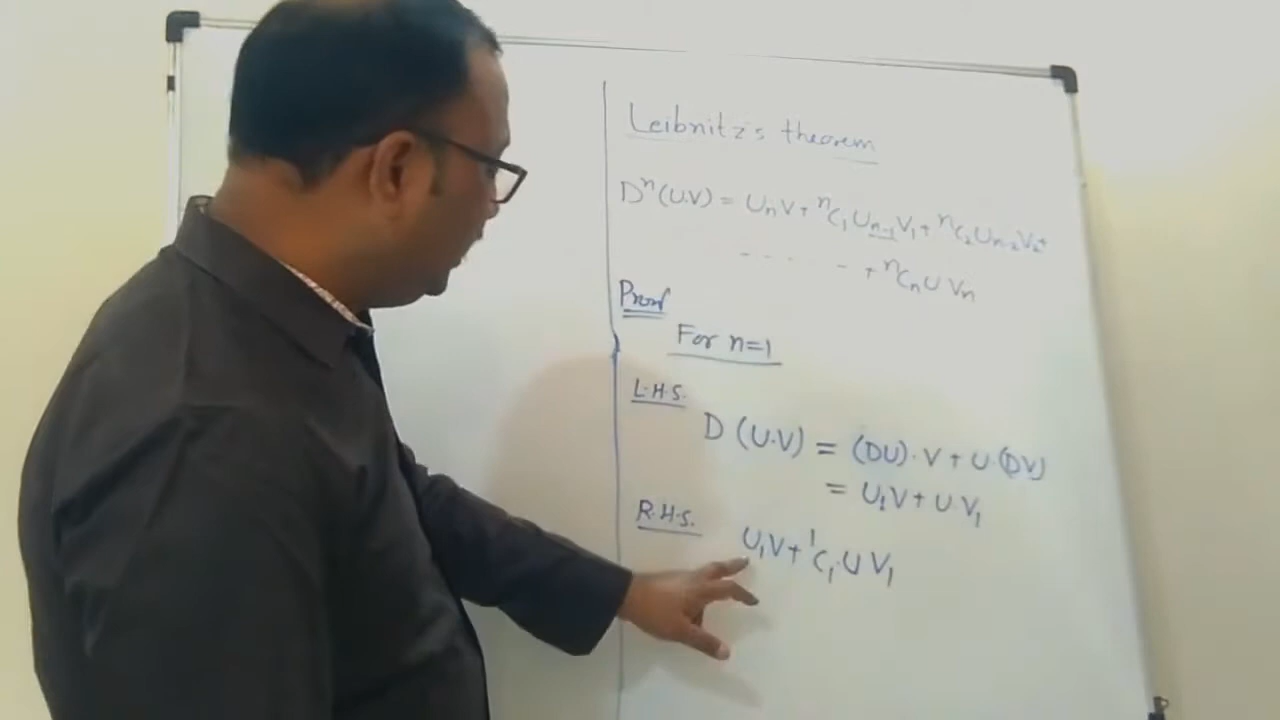 Leibnitz's theorem
Dⁿ(U.V) = UₙV + ⁿC₁Uₙ₋₁V₁ + ⁿC₂Uₙ₋₂V₂ +
- - - - - + ⁿCₙ U Vₙ
Proof
For n=1
L.H.S.
D (U.V) = (DU).V + U.(DV)
= U₁V + U.V₁
R.H.S.
U₁V + ¹C₁.U V₁